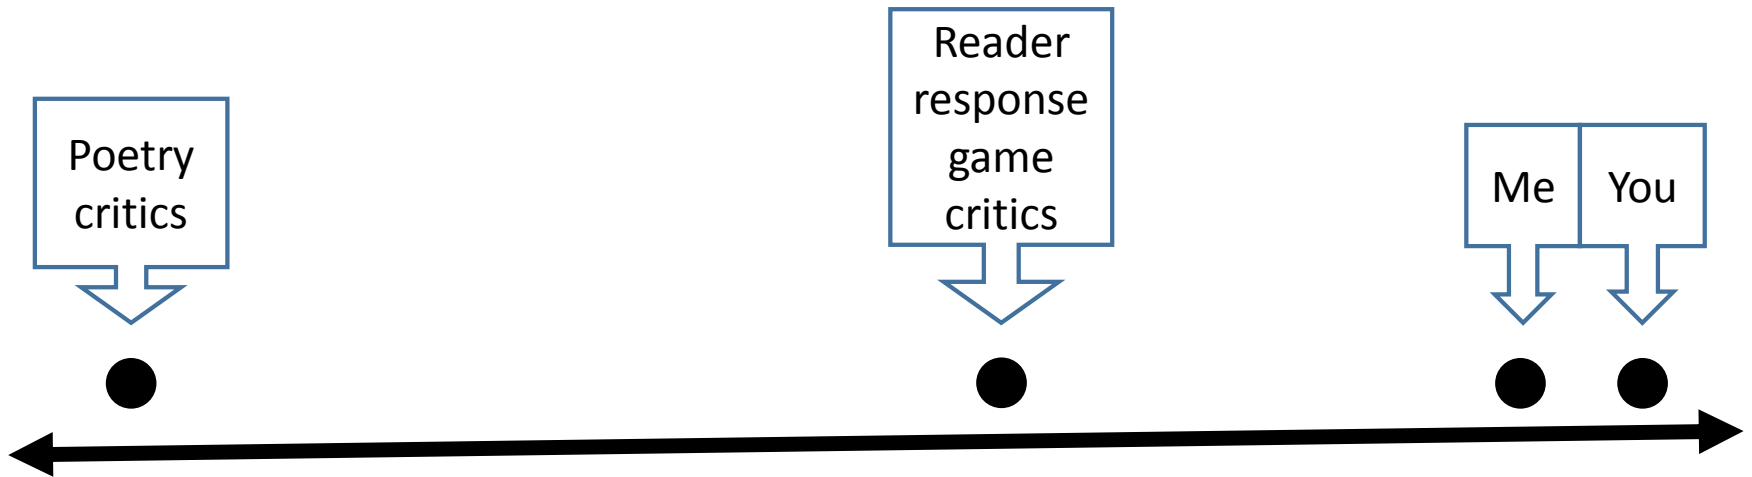 Poetry
critics
Reader
response
game
critics
Me
You